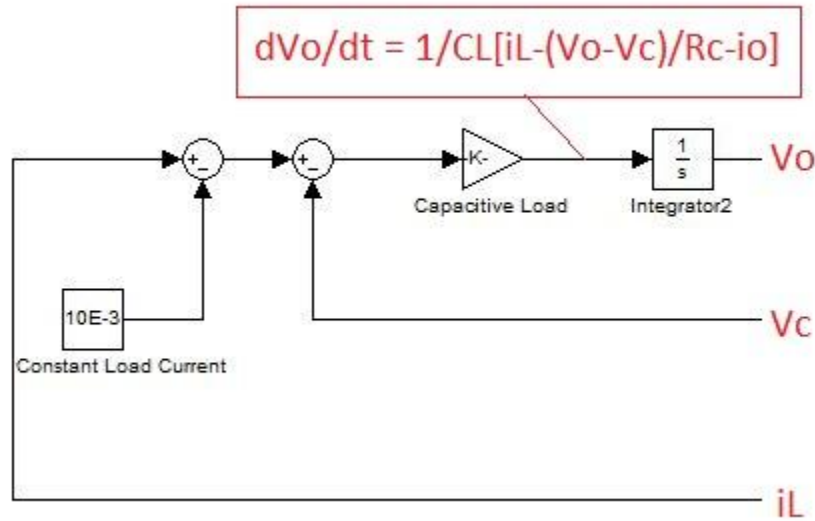 dVo/dt = 1/CL[iL-(Vo-Vc)/Rc-io]
+
-
+
-
-K-
1
s
Vo
Capacitive Load
Integrator2
10E-3
Vc
Constant Load Current
iL